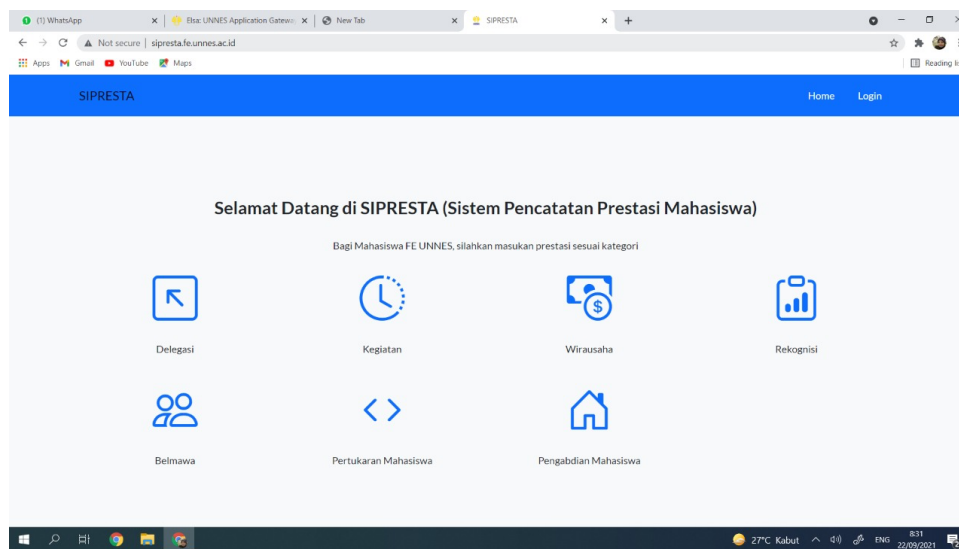 (1) WhatsApp
Elsa: UNNES Application Gateway
New Tab
SIPRESTA
Not secure | sipresta.fe.unnes.ac.id
Apps
Gmail
YouTube
Maps
Reading
SIPRESTA
Home
Login
Selamat Datang di SIPRESTA (Sistem Pencatatan Prestasi Mahasiswa)
Bagi Mahasiswa FE UNNES, silahkan masukan prestasi sesuai kategori
Delegasi
Kegiatan
Wirausaha
Rekognisi
Belmawa
Pertukaran Mahasiswa
Pengabdian Mahasiswa
27°C Kabut
ENG
8:31
22/09/2021